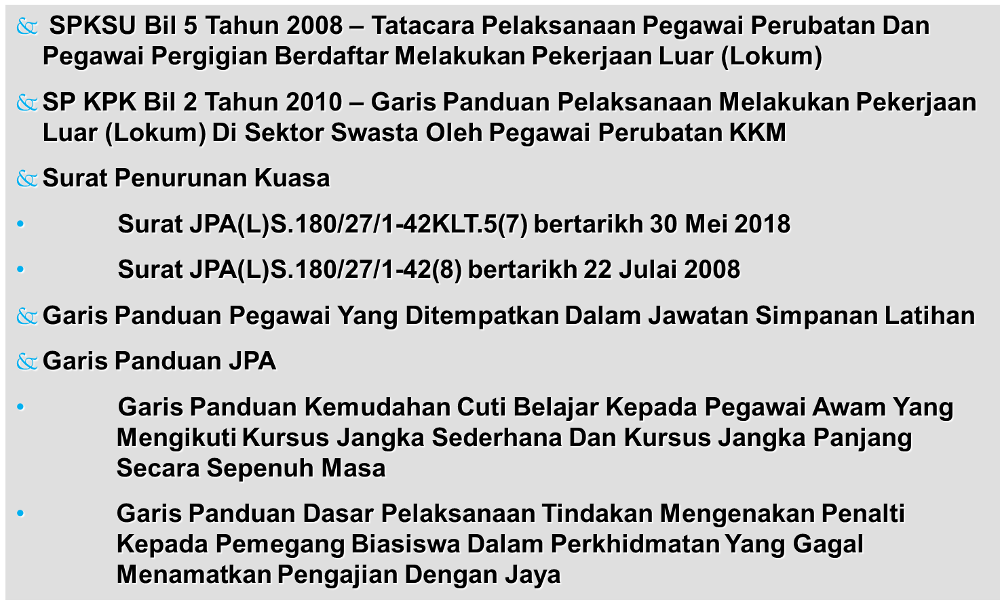 & SPKSU Bil 5 Tahun 2008 – Tatacara Pelaksanaan Pegawai Perubatan Dan
Pegawai Pergigian Berdaftar Melakukan Pekerjaan Luar (Lokum)
& SP KPK Bil 2 Tahun 2010 – Garis Panduan Pelaksanaan Melakukan Pekerjaan
Luar (Lokum) Di Sektor Swasta Oleh Pegawai Perubatan KKM
& Surat Penurunan Kuasa
• Surat JPA(L)S.180/27/1-42KLT.5(7) bertarikh 30 Mei 2018
• Surat JPA(L)S.180/27/1-42(8) bertarikh 22 Julai 2008
& Garis Panduan Pegawai Yang Ditempatkan Dalam Jawatan Simpanan Latihan
& Garis Panduan JPA
• Garis Panduan Kemudahan Cuti Belajar Kepada Pegawai Awam Yang
Mengikuti Kursus Jangka Sederhana Dan Kursus Jangka Panjang
Secara Sepenuh Masa
• Garis Panduan Dasar Pelaksanaan Tindakan Mengenakan Penalti
Kepada Pemegang Biasiswa Dalam Perkhidmatan Yang Gagal
Menamatkan Pengajian Dengan Jaya